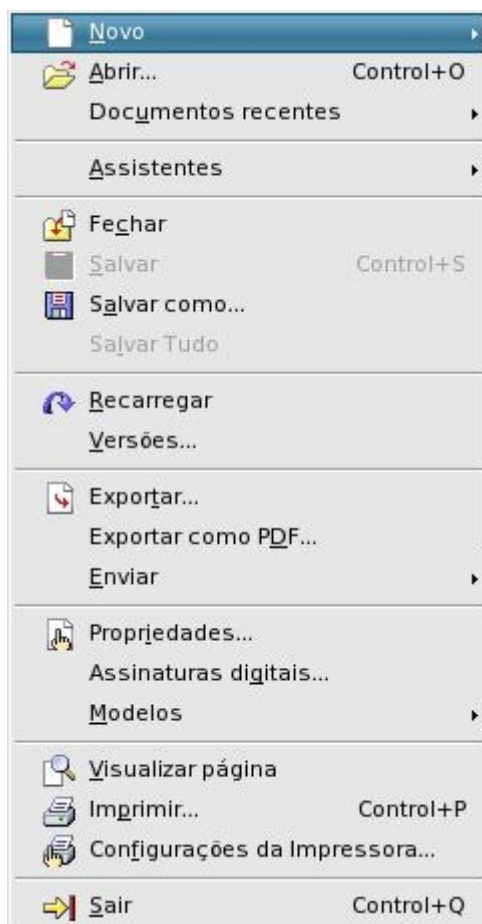 Novo
Abrir... Control+O
Documentos recentes
Assistentes
Fechar
Salvar Control+S
Salvar como...
Salvar Tudo
Recarregar
Versões...
Exportar...
Exportar como PDF...
Enviar
Propriedades...
Assinaturas digitais...
Modelos
Visualizar página
Imprimir... Control+P
Configurações da Impressora...
Sair Control+Q